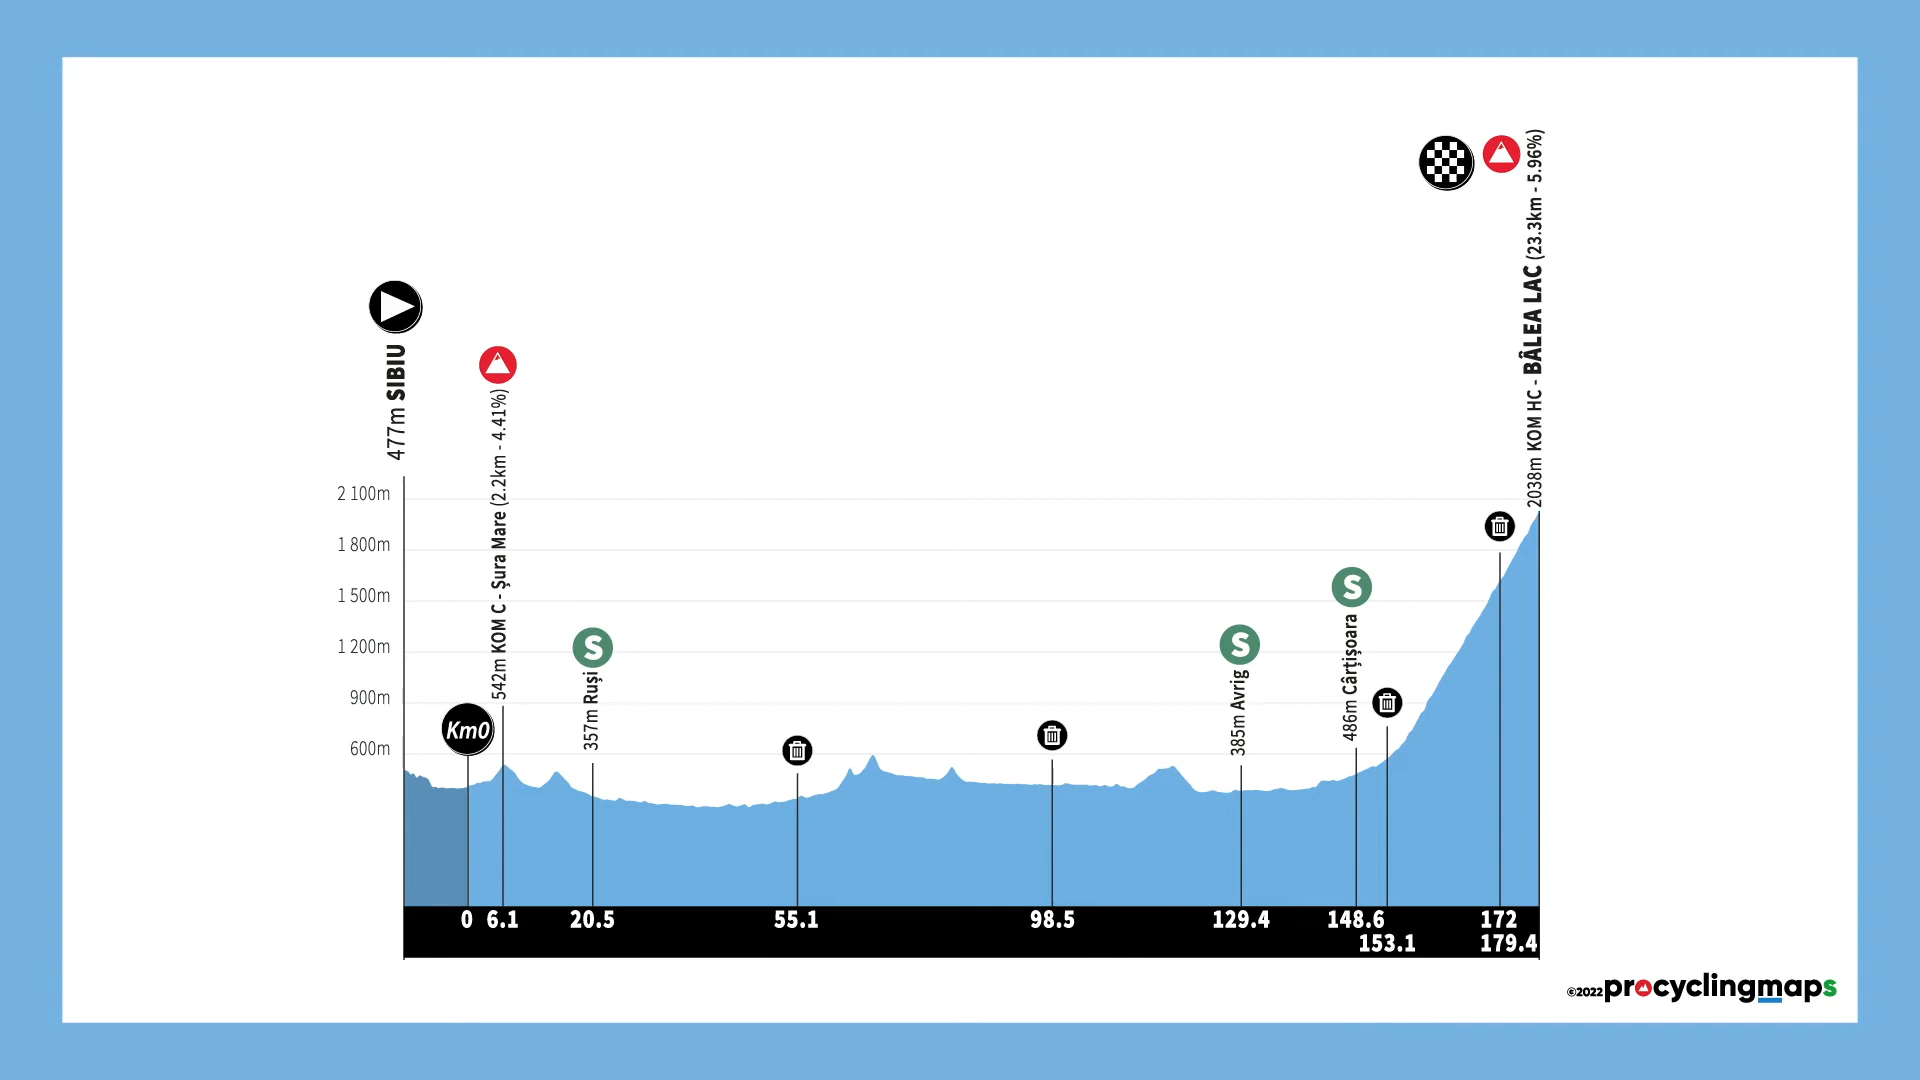 2038m KOM HC - BÂLEA LAC (23.3km - 5.96%)
477m SIBIU
542m KOM C - Șura Mare (2.2km - 4.41%)
2 100m
1 800m
1 500m
1 200m
900m
600m
Km0
S
357m Ruși
S
385m Avrig
S
486m Cârțișoara
0 6.1 20.5 55.1 98.5 129.4 148.6 172
153.1 179.4
©2022 procyclingmaps